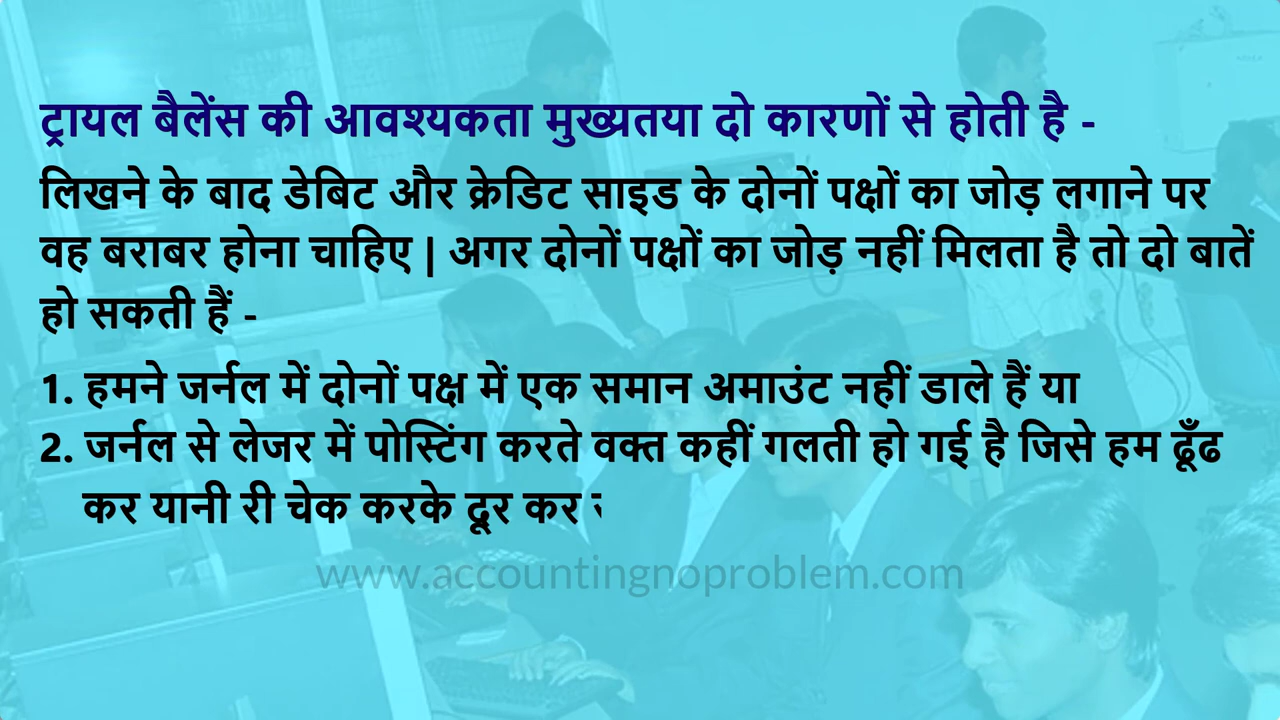 ट्रायल बैलेंस की आवश्यकता मुख्यतया दो कारणों से होती है -
लिखने के बाद डेबिट और क्रेडिट साइड के दोनों पक्षों का जोड़ लगाने पर
वह बराबर होना चाहिए | अगर दोनों पक्षों का जोड़ नहीं मिलता है तो दो बातें
हो सकती हैं -
1. हमने जर्नल में दोनों पक्ष में एक समान अमाउंट नहीं डाले हैं या
2. जर्नल से लेजर में पोस्टिंग करते वक्त कहीं गलती हो गई है जिसे हम ढूँढ
कर यानी री चेक करके दूर कर
www.accountingnoproblem.com